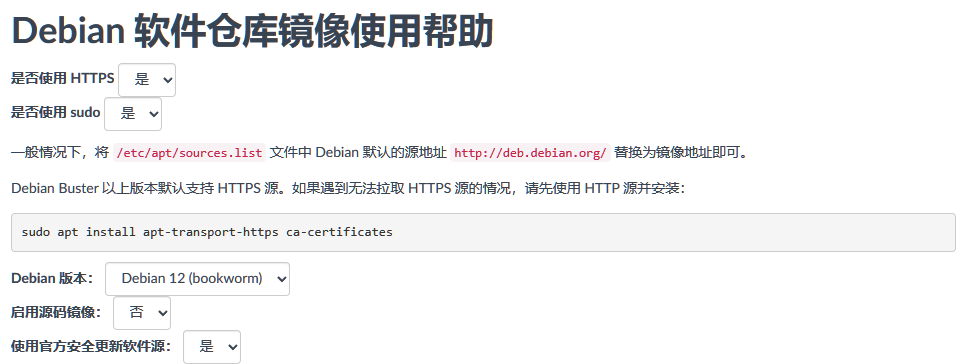 Debian 软件仓库镜像使用帮助
是否使用 HTTPS 是
是否使用 sudo 是
一般情况下，将 /etc/apt/sources.list 文件中 Debian 默认的源地址 http://deb.debian.org/ 替换为镜像地址即可。
Debian Buster 以上版本默认支持 HTTPS 源。如果遇到无法拉取 HTTPS 源的情况，请先使用 HTTP 源并安装：
sudo apt install apt-transport-https ca-certificates
Debian 版本： Debian 12 (bookworm)
启用源码镜像： 否
使用官方安全更新软件源： 是